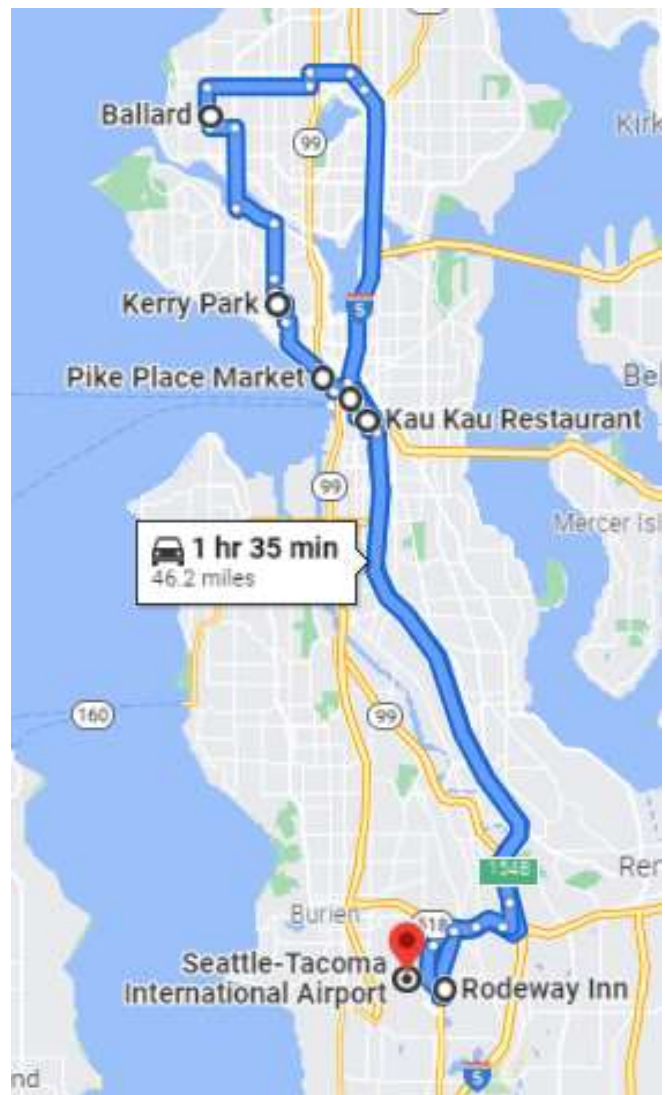 Ballard
99
Kirk
Kerry Park
5
Pike Place Market
Bel
Kau Kau Restaurant
99
1 hr 35 min
46.2 miles
Mercer Isl
160
99
154B
Ren
Burien
518
Seattle-Tacoma
International Airport
Rodeway Inn
5
nd